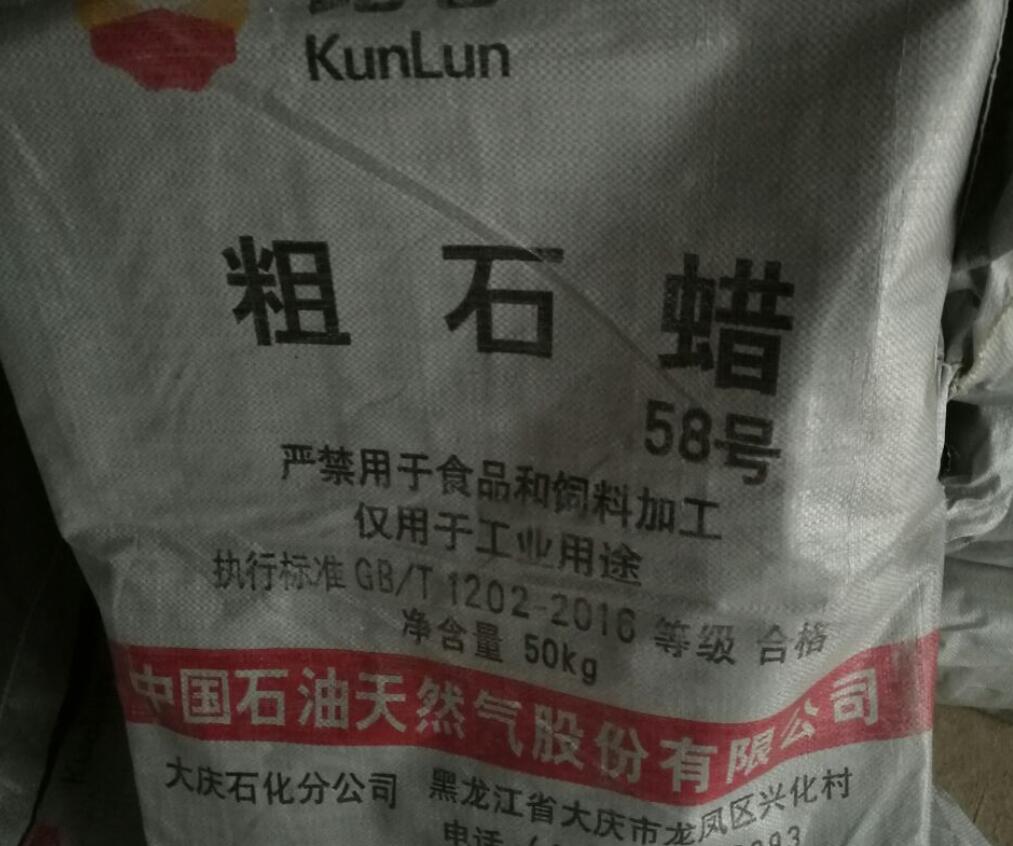 KunLun
粗石蜡
58号
严禁用于食品和饲料加工
仅用于工业用途
执行标准 GB/T 1202-2016 等级 合格
净含量 50kg
中国石油天然气股份有限公司
大庆石化分公司 黑龙江省大庆市龙凤区兴化村
电话